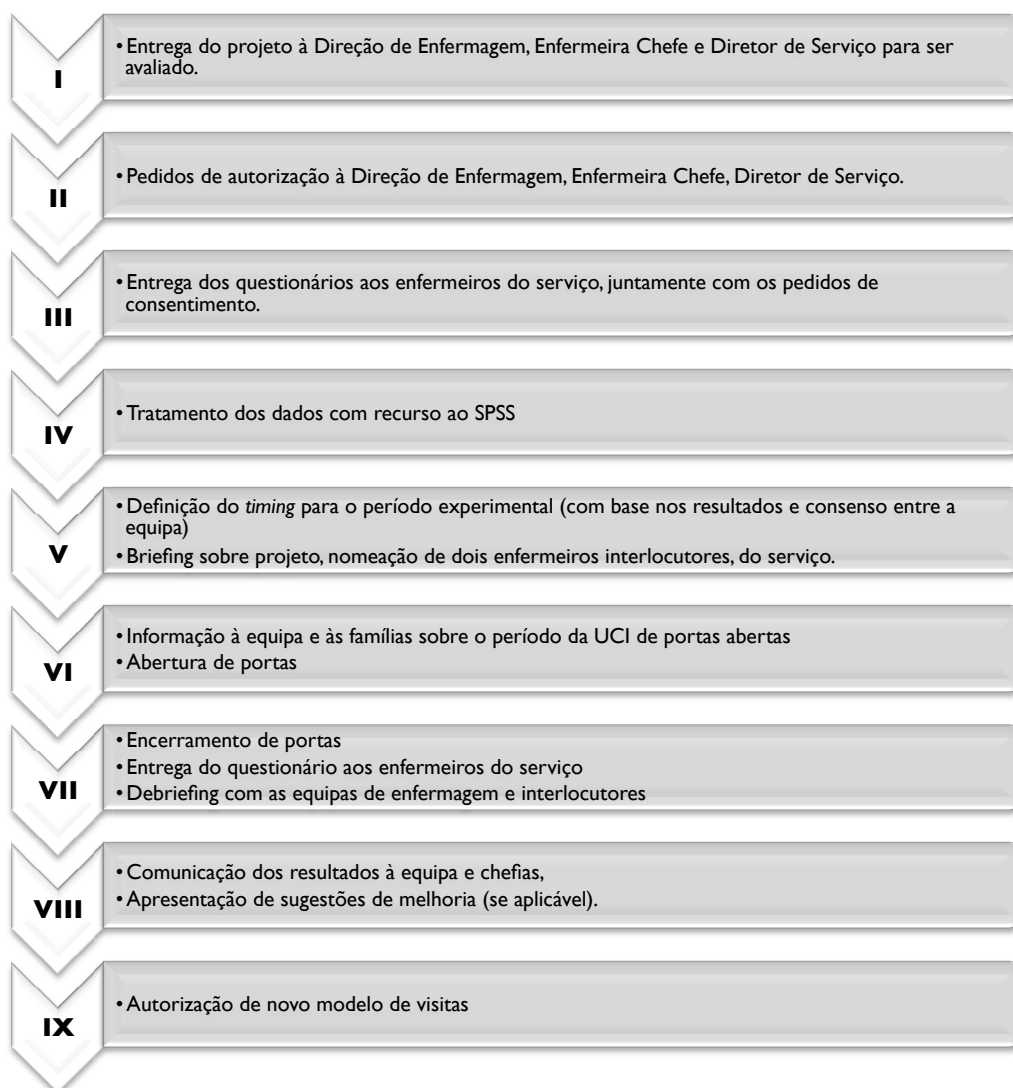 I
•Entrega do projeto à Direção de Enfermagem, Enfermeira Chefe e Diretor de Serviço para ser
avaliado.
II
•Pedidos de autorização à Direção de Enfermagem, Enfermeira Chefe, Diretor de Serviço.
III
•Entrega dos questionários aos enfermeiros do serviço, juntamente com os pedidos de
consentimento.
IV
•Tratamento dos dados com recurso ao SPSS
V
•Definição do timing para o período experimental (com base nos resultados e consenso entre a
equipa)
•Briefing sobre projeto, nomeação de dois enfermeiros interlocutores, do serviço.
VI
•Informação à equipa e às famílias sobre o período da UCI de portas abertas
•Abertura de portas
VII
•Encerramento de portas
•Entrega do questionário aos enfermeiros do serviço
•Debriefing com as equipas de enfermagem e interlocutores
VIII
•Comunicação dos resultados à equipa e chefias,
•Apresentação de sugestões de melhoria (se aplicável).
IX
•Autorização de novo modelo de visitas